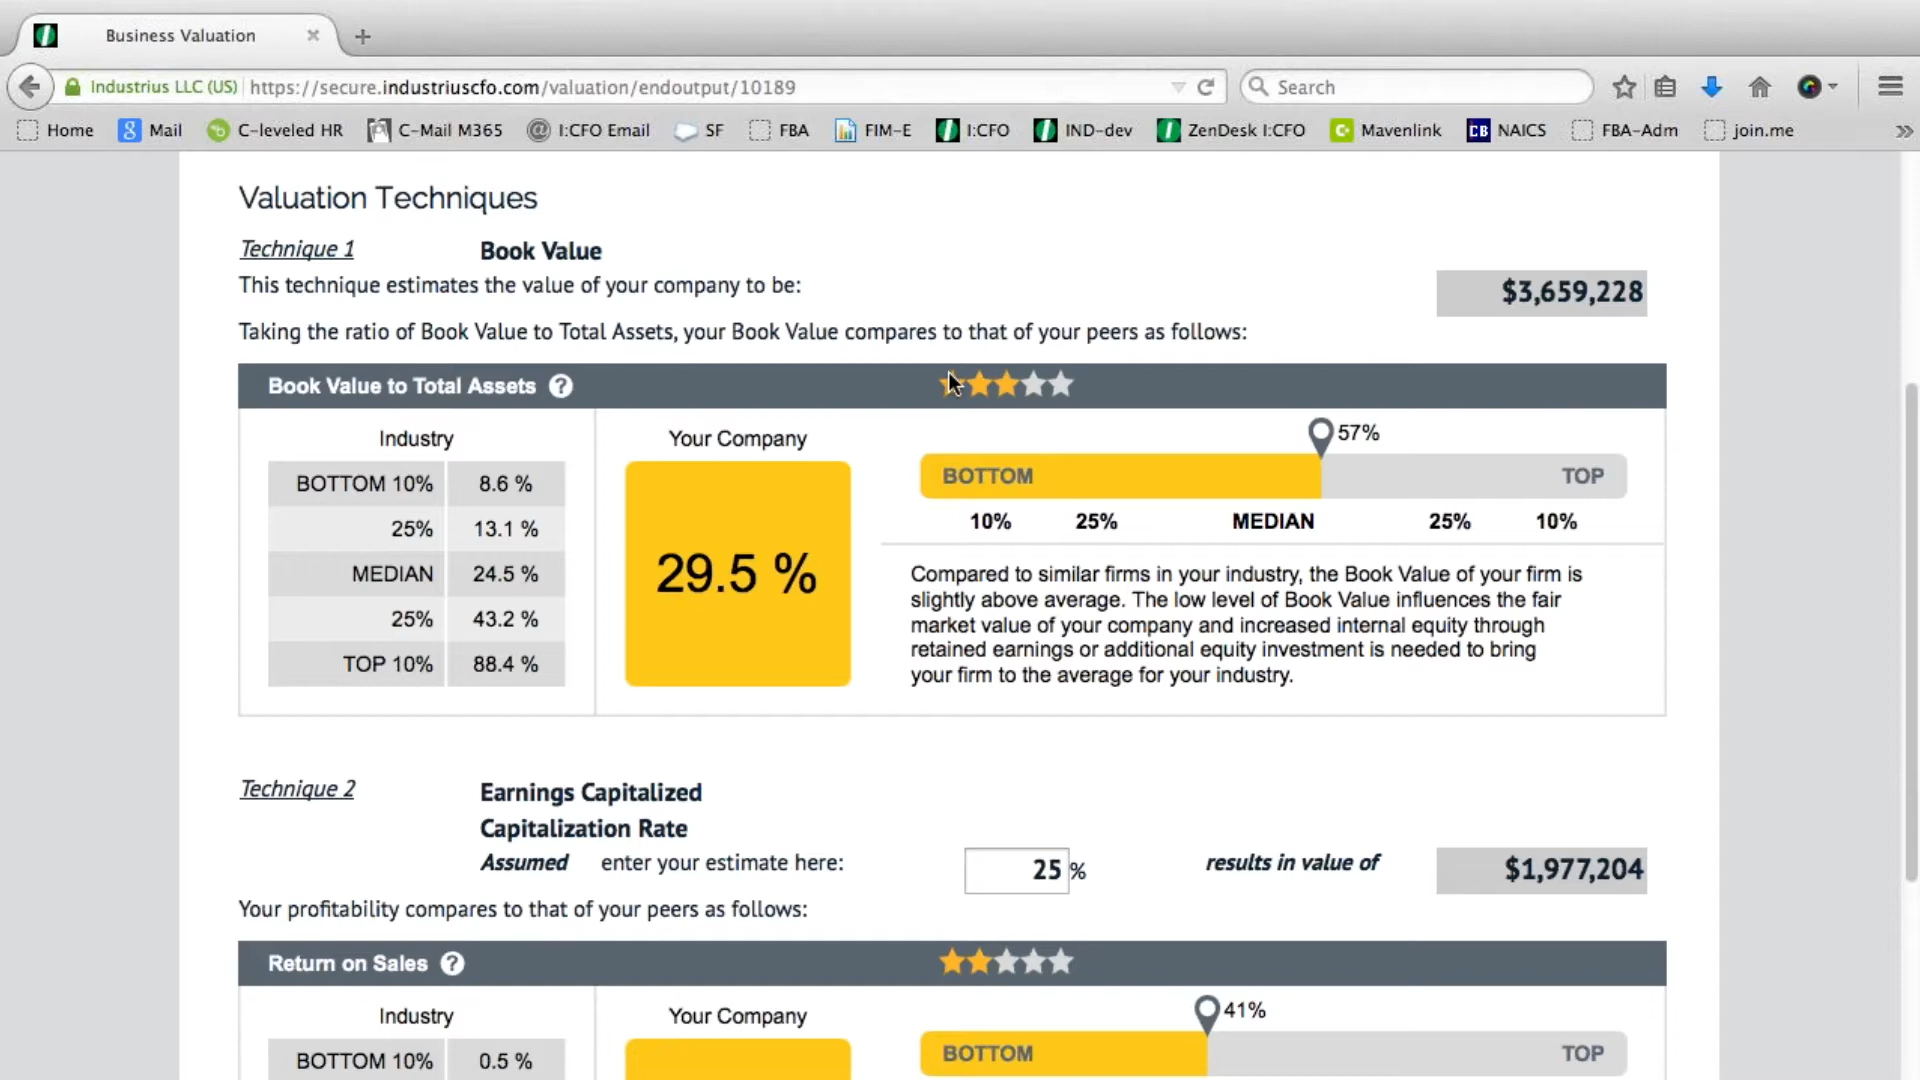 Business Valuation
Industrius LLC (US) https://secure.industriuscfo.com/valuation/endoutput/10189 Search
Home Mail C-leveled HR C-Mail M365 I:CFO Email SF FBA FIM-E I:CFO IND-dev ZenDesk I:CFO Mavenlink CB NAICS FBA-Adm join.me
Valuation Techniques
Technique 1 Book Value
This technique estimates the value of your company to be: $3,659,228
Taking the ratio of Book Value to Total Assets, your Book Value compares to that of your peers as follows:
Book Value to Total Assets ?
Industry
BOTTOM 10% 8.6 %
25% 13.1 %
MEDIAN 24.5 %
25% 43.2 %
TOP 10% 88.4 %
Your Company
29.5 %
57%
BOTTOM TOP
10% 25% MEDIAN 25% 10%
Compared to similar firms in your industry, the Book Value of your firm is
slightly above average. The low level of Book Value influences the fair
market value of your company and increased internal equity through
retained earnings or additional equity investment is needed to bring
your firm to the average for your industry.
Technique 2 Earnings Capitalized
Capitalization Rate
Assumed enter your estimate here: 25 % results in value of $1,977,204
Your profitability compares to that of your peers as follows:
Return on Sales ?
Industry
BOTTOM 10% 0.5 %
Your Company
41%
BOTTOM TOP